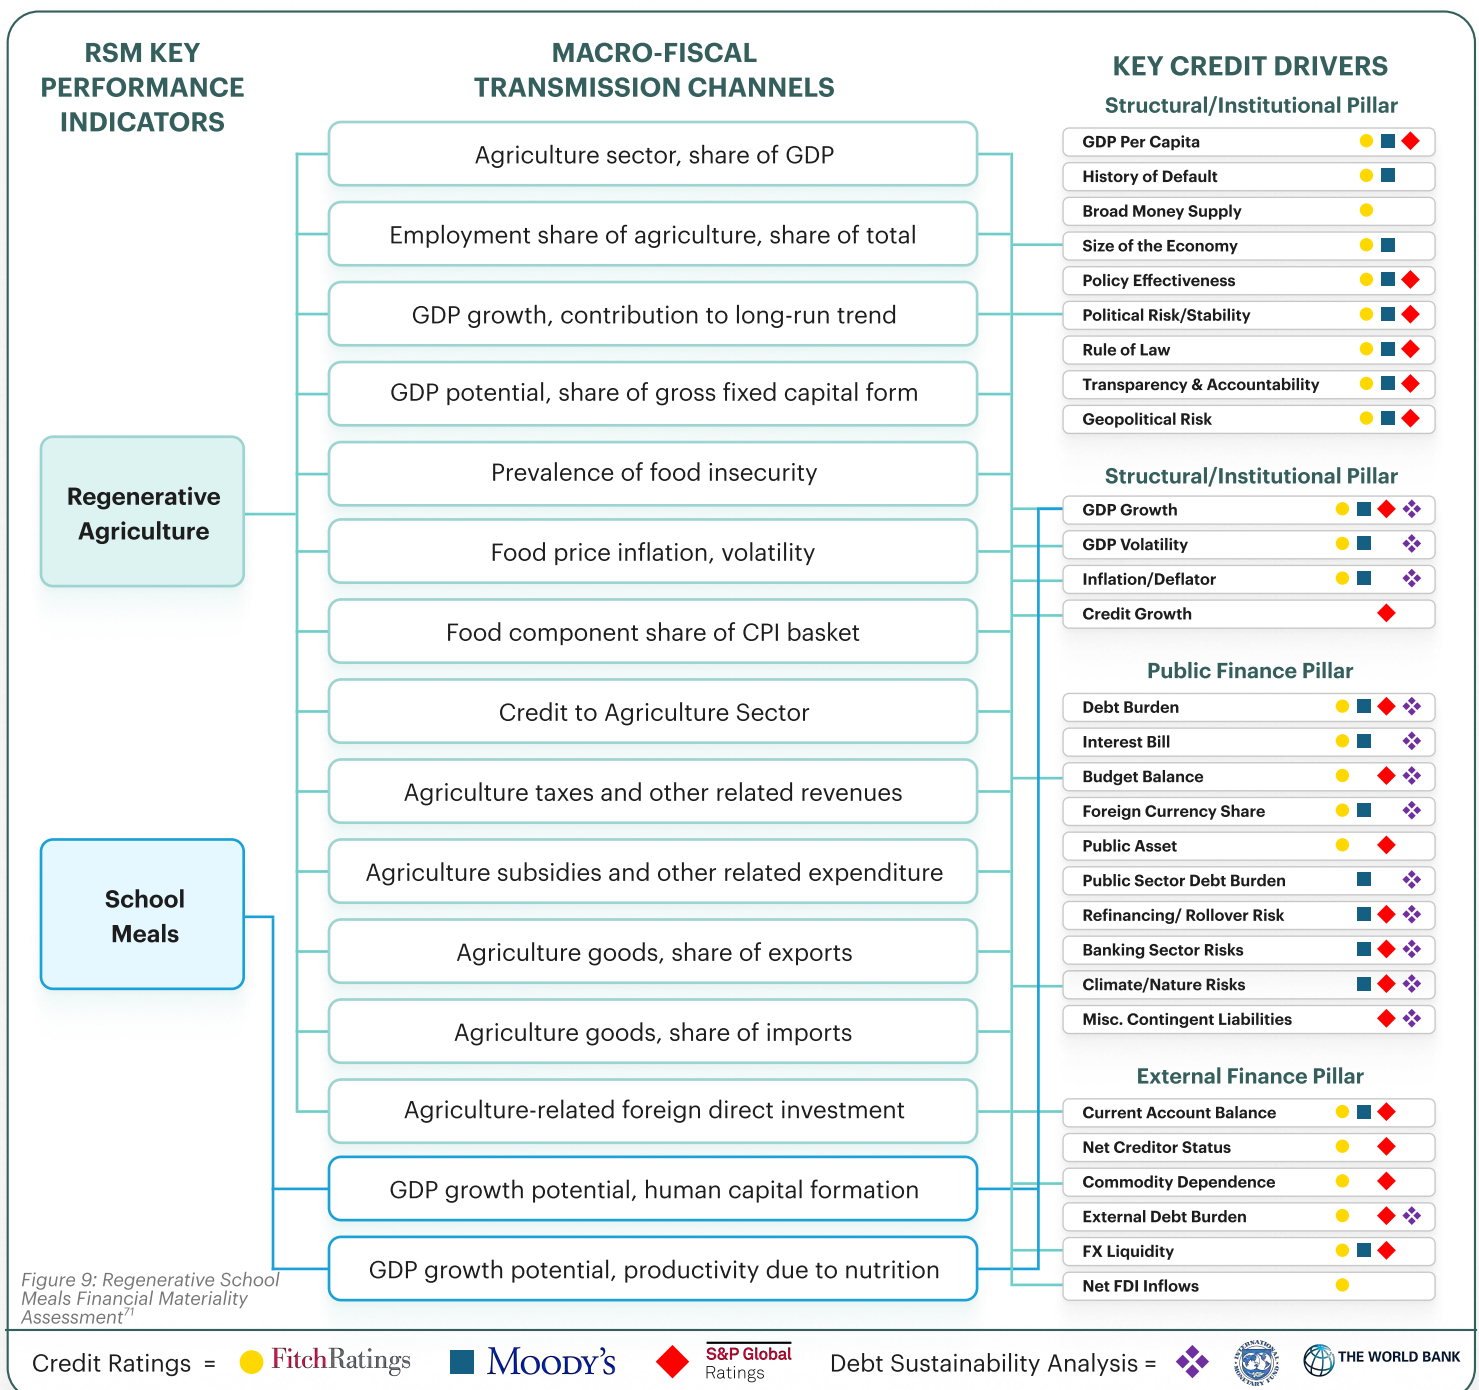 RSM KEY
PERFORMANCE
INDICATORS
MACRO-FISCAL
TRANSMISSION CHANNELS
KEY CREDIT DRIVERS
Regenerative
Agriculture
School
Meals
Agriculture sector, share of GDP
Employment share of agriculture, share of total
GDP growth, contribution to long-run trend
GDP potential, share of gross fixed capital form
Prevalence of food insecurity
Food price inflation, volatility
Food component share of CPI basket
Credit to Agriculture Sector
Agriculture taxes and other related revenues
Agriculture subsidies and other related expenditure
Agriculture goods, share of exports
Agriculture goods, share of imports
Agriculture-related foreign direct investment
GDP growth potential, human capital formation
GDP growth potential, productivity due to nutrition
Structural/Institutional Pillar
GDP Per Capita
History of Default
Broad Money Supply
Size of the Economy
Policy Effectiveness
Political Risk/Stability
Rule of Law
Transparency & Accountability
Geopolitical Risk
Structural/Institutional Pillar
GDP Growth
GDP Volatility
Inflation/Deflator
Credit Growth
Public Finance Pillar
Debt Burden
Interest Bill
Budget Balance
Foreign Currency Share
Public Asset
Public Sector Debt Burden
Refinancing/ Rollover Risk
Banking Sector Risks
Climate/Nature Risks
Misc. Contingent Liabilities
External Finance Pillar
Current Account Balance
Net Creditor Status
Commodity Dependence
External Debt Burden
FX Liquidity
Net FDI Inflows
Figure 9: Regenerative School
Meals Financial Materiality
Assessment71
Credit Ratings = FitchRatings MOODY'S S&P Global
Ratings
Debt Sustainability Analysis = THE WORLD BANK